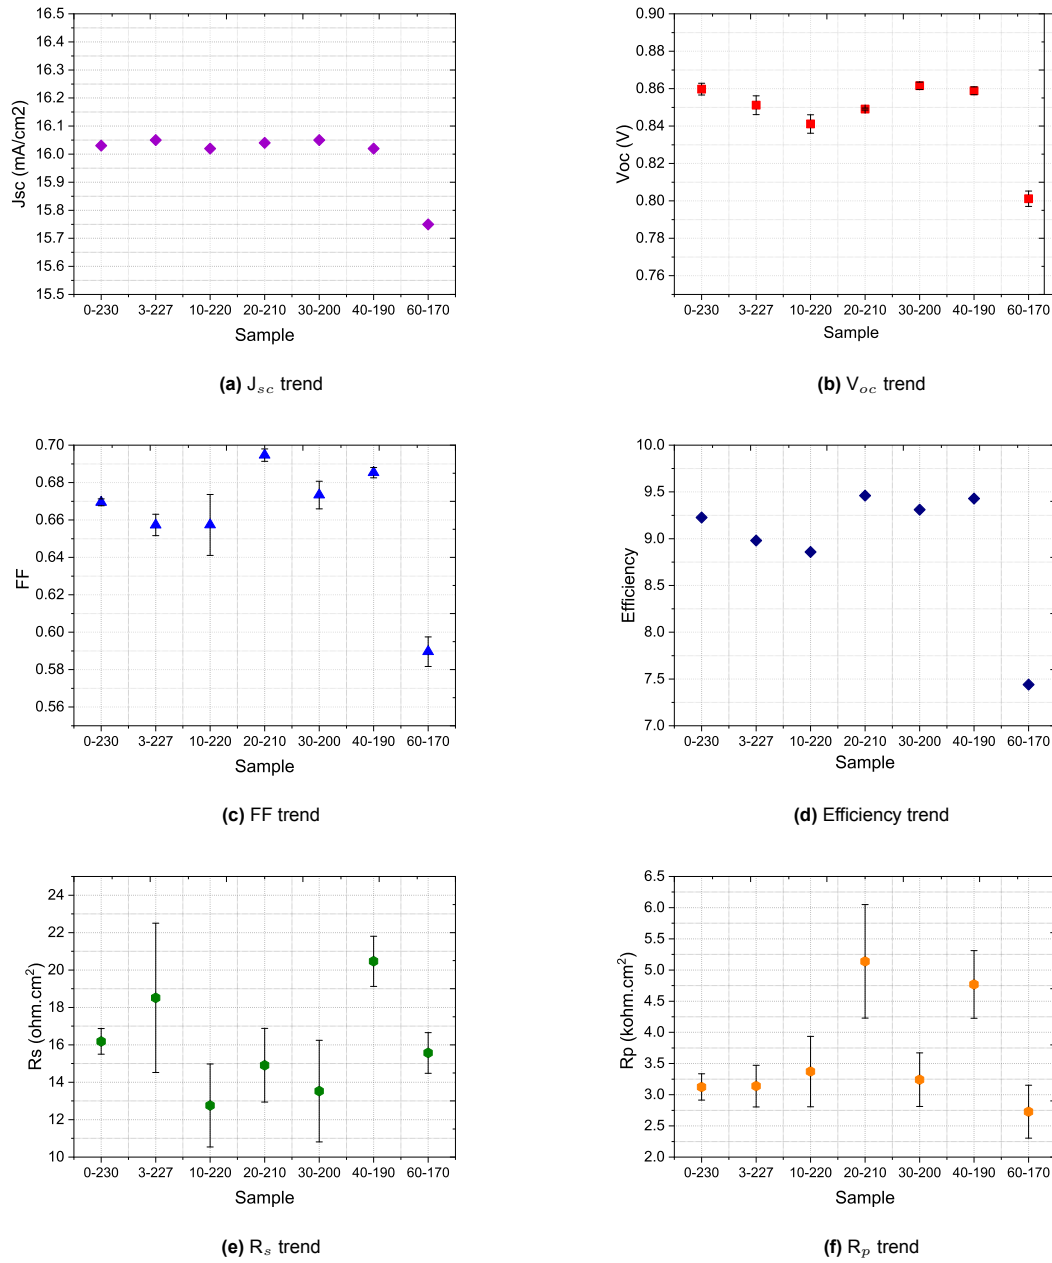 16.5
16.4
16.3
16.2
16.1
16.0
15.9
15.8
15.7
15.6
15.5
Jsc (mA/cm2)
0-230 3-227 10-220 20-210 30-200 40-190 60-170
Sample
(a) Jsc trend
0.90
0.88
0.86
0.84
0.82
0.80
0.78
0.76
Voc (V)
0-230 3-227 10-220 20-210 30-200 40-190 60-170
Sample
(b) Voc trend
0.70
0.68
0.66
0.64
0.62
0.60
0.58
0.56
FF
0-230 3-227 10-220 20-210 30-200 40-190 60-170
Sample
(c) FF trend
10.0
9.5
9.0
8.5
8.0
7.5
7.0
Efficiency
0-230 3-227 10-220 20-210 30-200 40-190 60-170
Sample
(d) Efficiency trend
24
22
20
18
16
14
12
10
Rs (ohm.cm²)
0-230 3-227 10-220 20-210 30-200 40-190 60-170
Sample
(e) Rs trend
6.5
6.0
5.5
5.0
4.5
4.0
3.5
3.0
2.5
2.0
Rp (kohm.cm²)
0-230 3-227 10-220 20-210 30-200 40-190 60-170
Sample
(f) Rp trend